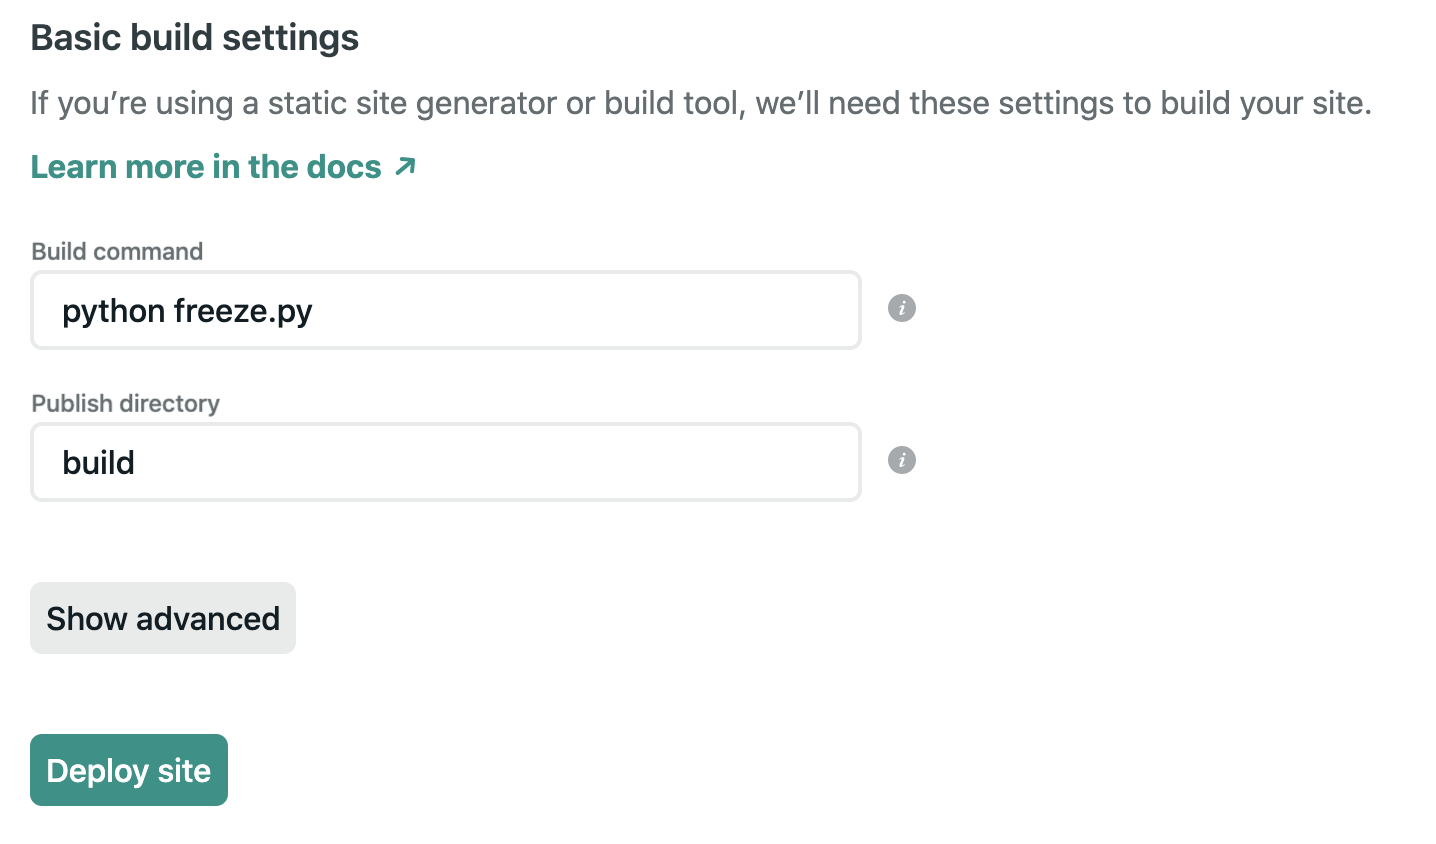 Basic build settings
If you’re using a static site generator or build tool, we’ll need these settings to build your site.
Learn more in the docs ↗
Build command
python freeze.py
i
Publish directory
build
i
Show advanced
Deploy site